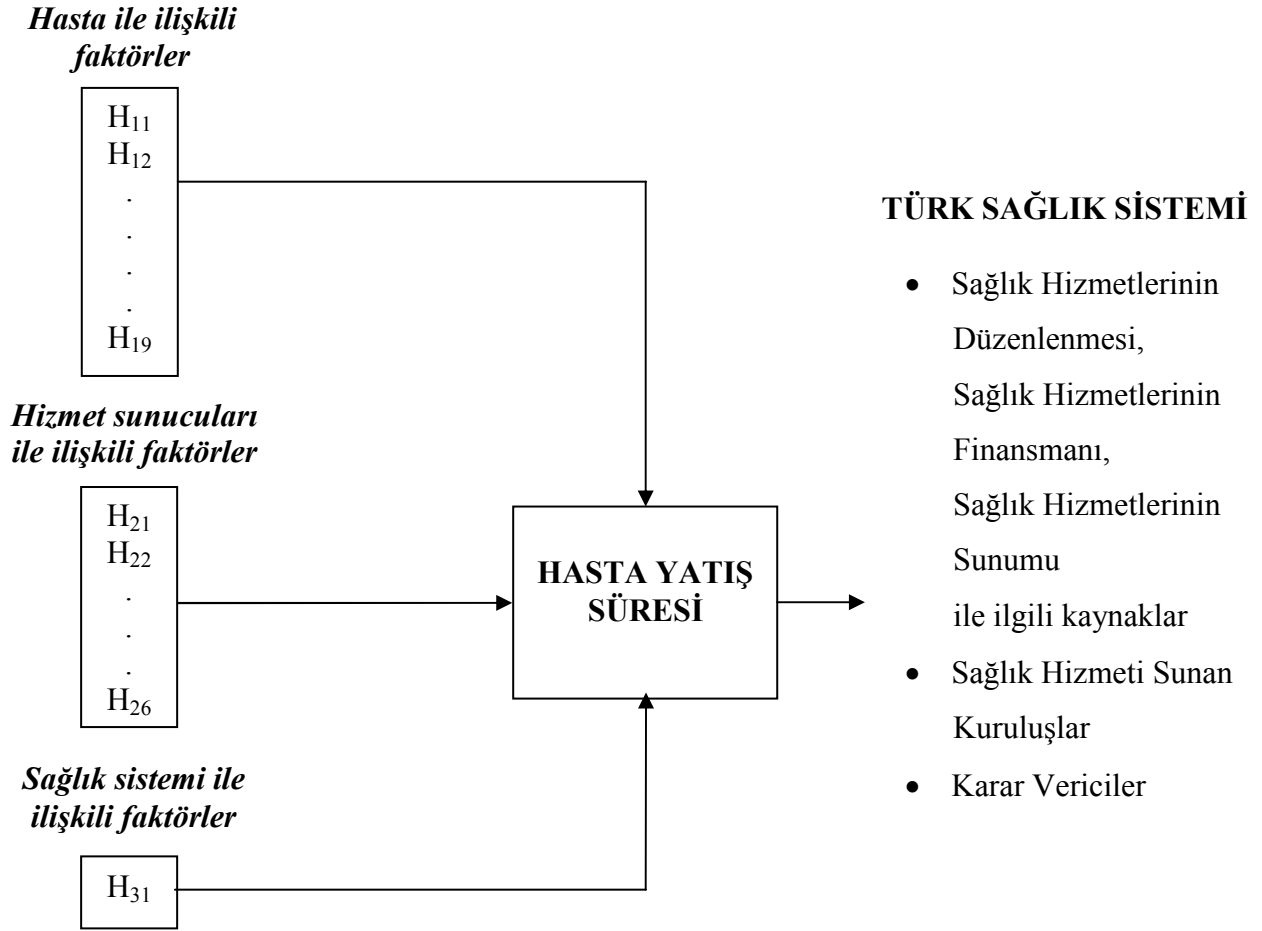 Hasta ile ilişkili
faktörler
H₁₁
H₁₂
.
.
.
.
H₁₉
Hizmet sunucuları
ile ilişkili faktörler
H₂₁
H₂₂
.
.
.
H₂₆
Sağlık sistemi ile
ilişkili faktörler
H₃₁
HASTA YATIŞ
SÜRESİ
TÜRK SAĞLIK SİSTEMİ
• Sağlık Hizmetlerinin
Düzenlenmesi,
Sağlık Hizmetlerinin
Finansmanı,
Sağlık Hizmetlerinin
Sunumu
ile ilgili kaynaklar
• Sağlık Hizmeti Sunan
Kuruluşlar
• Karar Vericiler